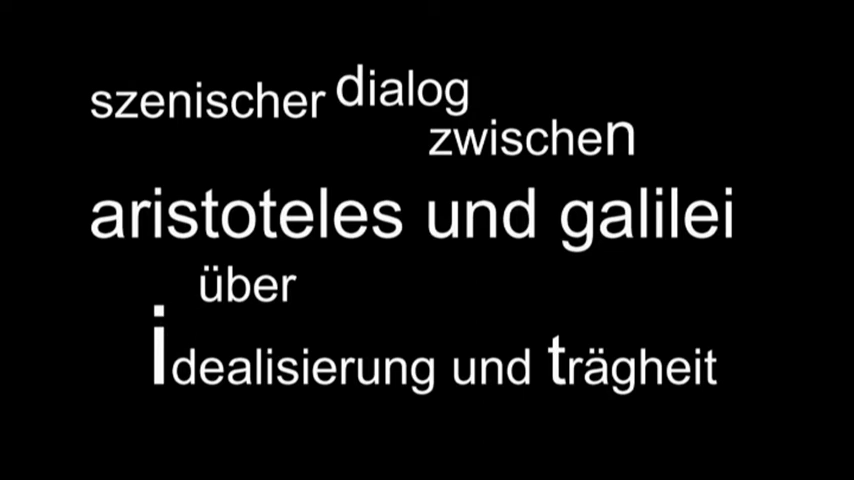 szenischer dialog
zwischen
aristoteles und galilei
über
idealisierung und trägheit